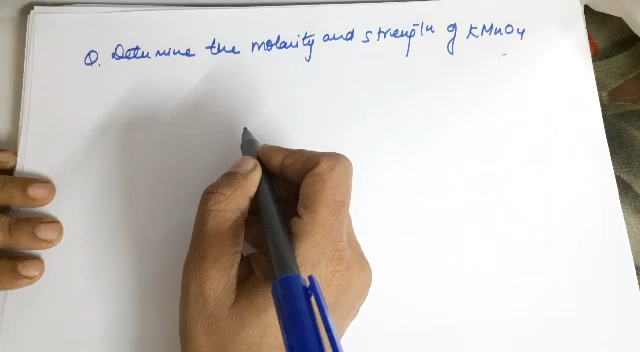 Q. Determine the molarity and strength of KMnO4